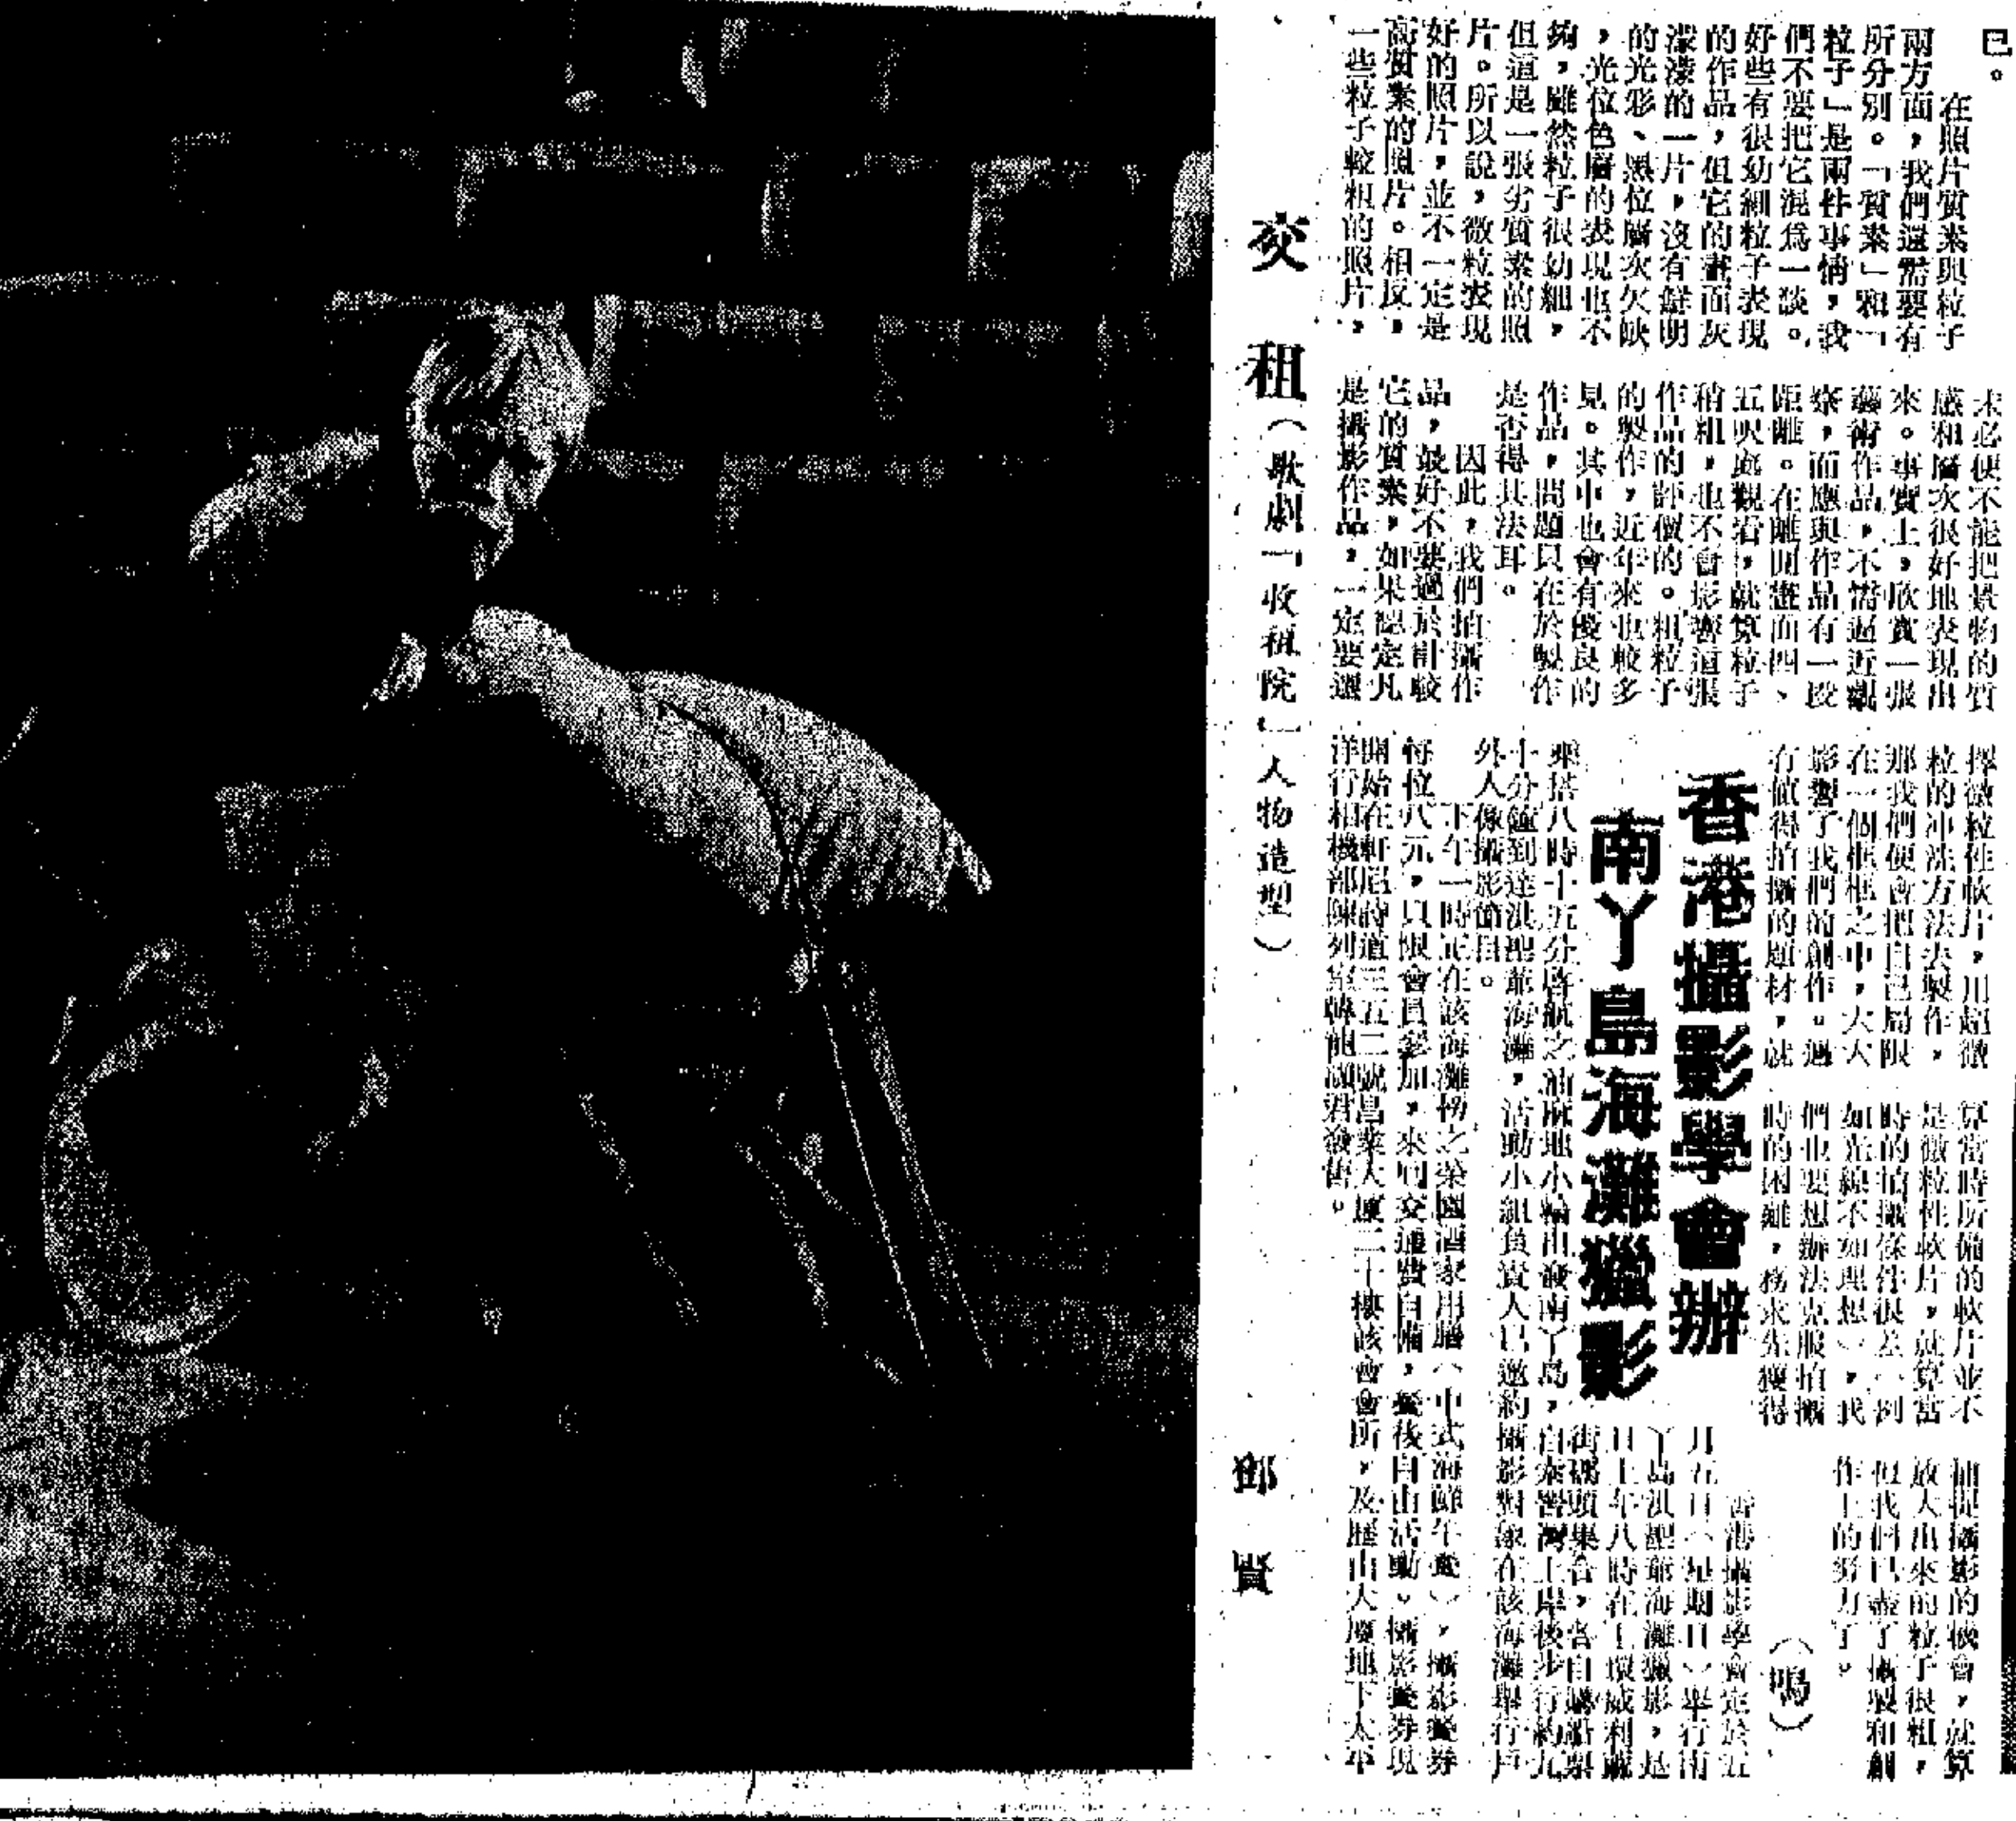 已。
在照片質素與粒子
兩方面，我們還需要有
所分別。「質素」和「
粒子」是兩件事情，我
們不要把它混爲一談。
好些有很幼細粒子表現
的作品，但它的畫面灰
濛濛的一片，沒有鮮明
的光彩、黑位層次欠缺
，光位色層的表現也不
夠，雖然粒子很幼細，
但這是一張劣質素的照
片。所以說，微粒表現
好的照片，並不一定是
高質素的照片。相反，
一些粒子較粗的照片，
未必便不能把景物的質
感和層次很好地表現出
來。事實上，欣賞一張
藝術作品，不需逼近觀
察，而應與作品有一段
距離。在離開畫面四、
五呎處觀看，就算粒子
稍粗，也不會影響這張
作品的評價的。粗粒子
的製作，近年來也較多
見。其中也會有優良的
作品，問題只在於製作
是否得其法耳。
因此，我們拍攝作
品，最好不要過於計較
它的質素，如果認定凡
是攝影作品，一定要選
擇微粒性軟片，用超微
粒的冲洗方法去製作，
那我們便會把自己局限
在一個框框之中，大大
影響了我們的創作。遇
有值得拍攝的題材，就
算當時所備的軟片並不
是微粒性軟片，就算當
時的拍攝條件很差（例
如光線不如理想），我
們也要想辦法克服拍攝
時的困難，務求先獲得
捕捉攝影的機會，就算
放大出來的粒子很粗，
但我們已盡了攝製和創
作上的努力了。
（鳴）
香港攝影學會辦
南丫島海灘獵影
香港攝影學會定於五
月五日（星期日）舉行南
丫島洪聖爺海灘獵影，是
日上午八時在上環威利蔴
街碼頭集合，各自購船票
乘搭八時十五分啓航之油蔴地小輪出發南丫島，自榕樹灣上岸後步行約九
十分鐘到達洪聖爺海灘，活動小組負責人已邀約攝影對象在該海灘舉行戶
外人像攝影節目。
下午一時正在該海灘傍之榮園酒家用膳（中式海鮮午餐），攝影餐券
每位八元，只限會員參加，來回交通費自備，餐後自由活動。攝影餐券現
開始在軒尼詩道三五二號昌業大廈二十樓該會會所，及歷山大廈地下太平
洋行相機部陳列室韓 君發售。
交租（歌劇「收租院」人物造型）
鄧賢